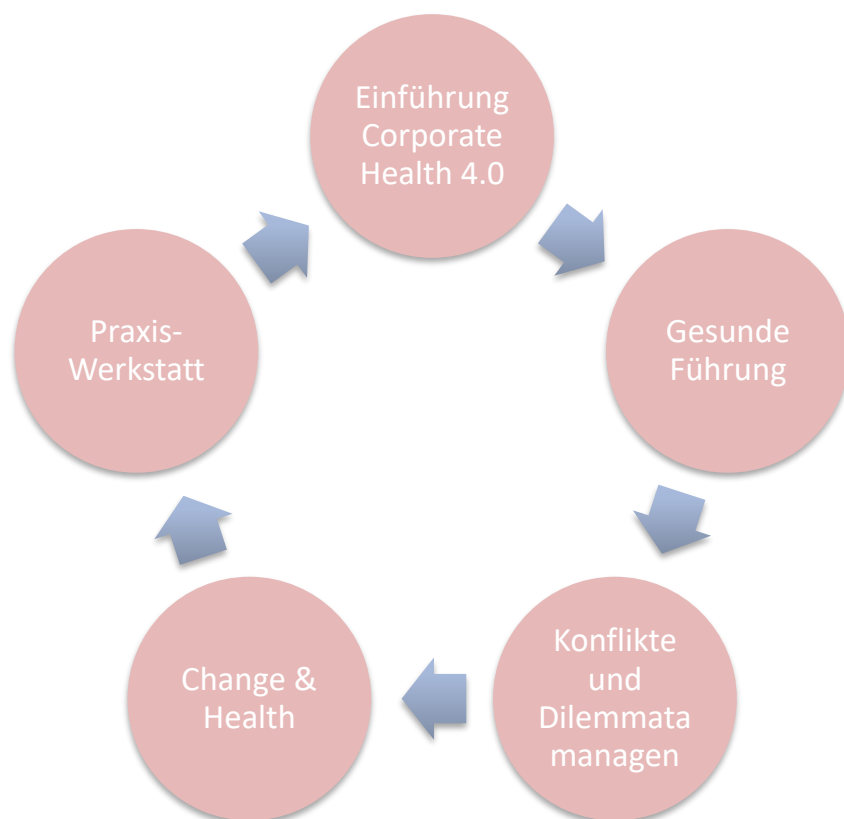 Einführung
Corporate
Health 4.0
Gesunde
Führung
Konflikte
und
Dilemmata
managen
Change &
Health
Praxis-
Werkstatt